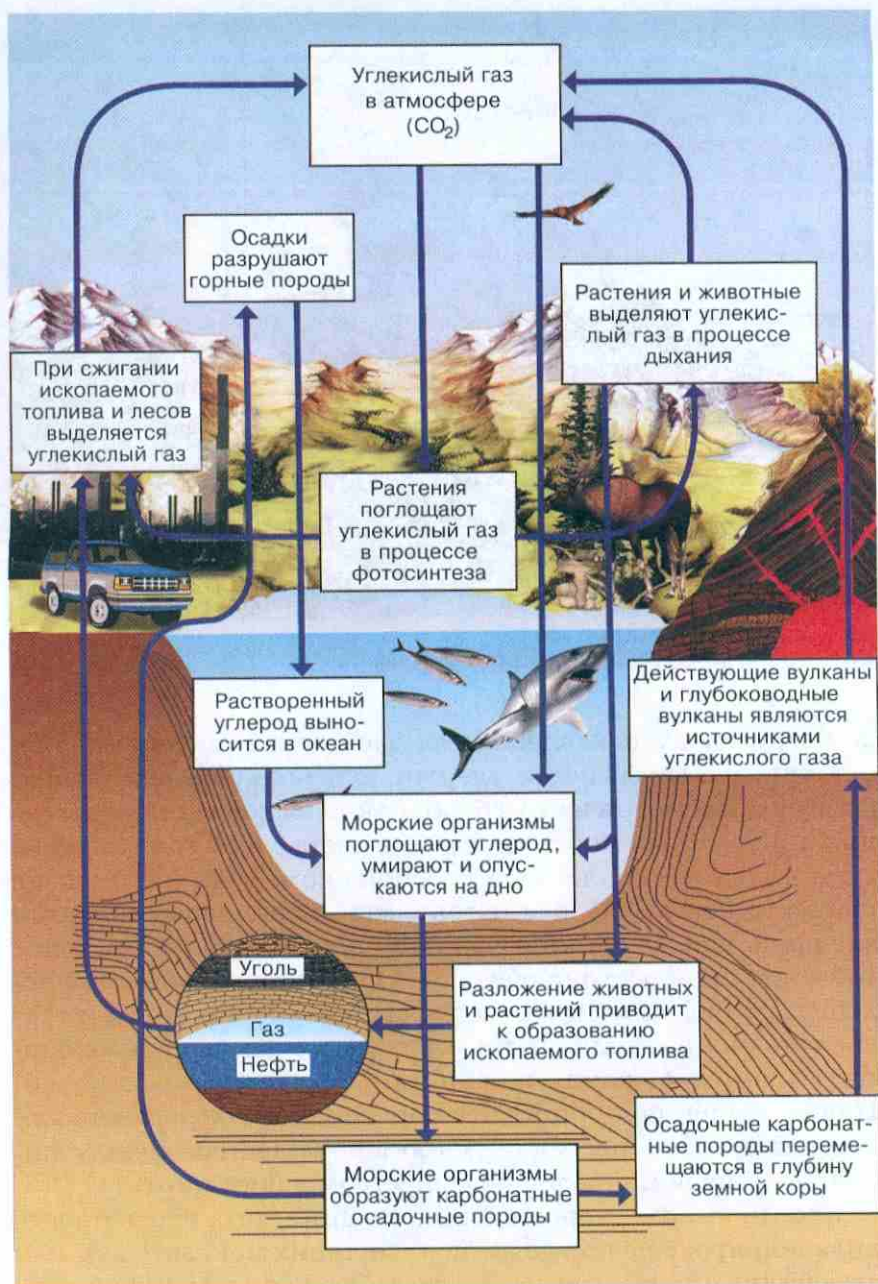 Углекислый газ
в атмосфере
(CO₂)
Осадки
разрушают
горные породы
Растения и животные
выделяют углекис-
лый газ в процессе
дыхания
При сжигании
ископаемого
топлива и лесов
выделяется
углекислый газ
Растения
поглощают
углекислый газ
в процессе
фотосинтеза
Растворенный
углерод выно-
сится в океан
Действующие вулканы
и глубоководные
вулканы являются
источниками
углекислого газа
Морские организмы
поглощают углерод,
умирают и опус-
каются на дно
Уголь
Газ
Нефть
Разложение животных
и растений приводит
к образованию
ископаемого топлива
Морские организмы
образуют карбонатные
осадочные породы
Осадочные карбонат-
ные породы переме-
щаются в глубину
земной коры